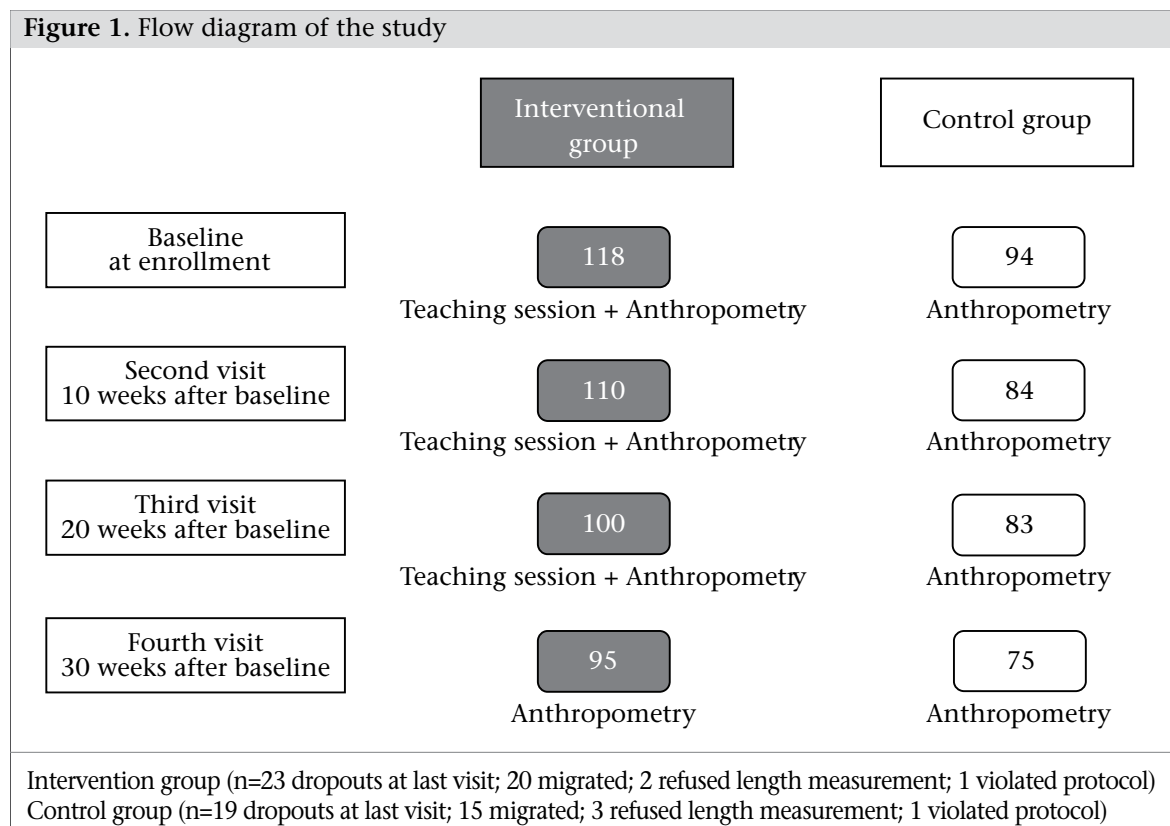 Figure 1. Flow diagram of the study
Interventional
group
Control group
Baseline
at enrollment
118
94
Teaching session + Anthropometry
Anthropometry
Second visit
10 weeks after baseline
110
84
Teaching session + Anthropometry
Anthropometry
Third visit
20 weeks after baseline
100
83
Teaching session + Anthropometry
Anthropometry
Fourth visit
30 weeks after baseline
95
75
Anthropometry
Anthropometry
Intervention group (n=23 dropouts at last visit; 20 migrated; 2 refused length measurement; 1 violated protocol)
Control group (n=19 dropouts at last visit; 15 migrated; 3 refused length measurement; 1 violated protocol)